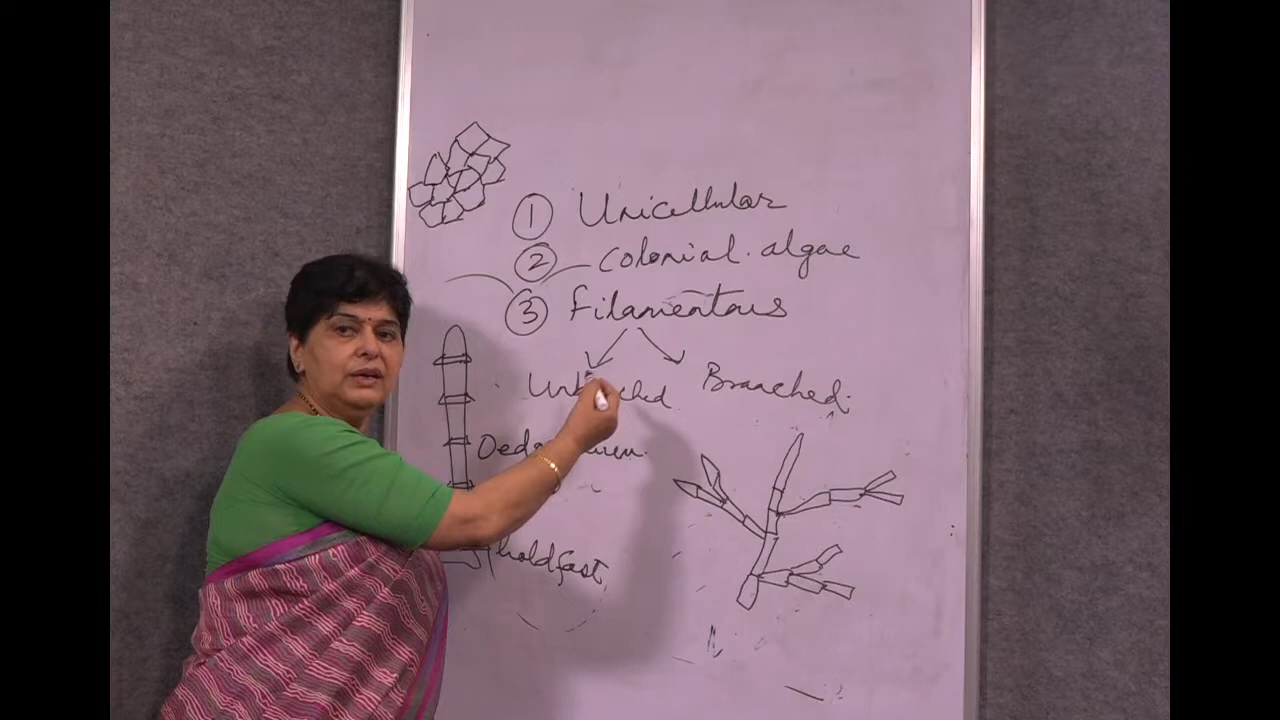 1 Unicellular
2 Colonial algae
3 Filamentous
Branched
holdfast